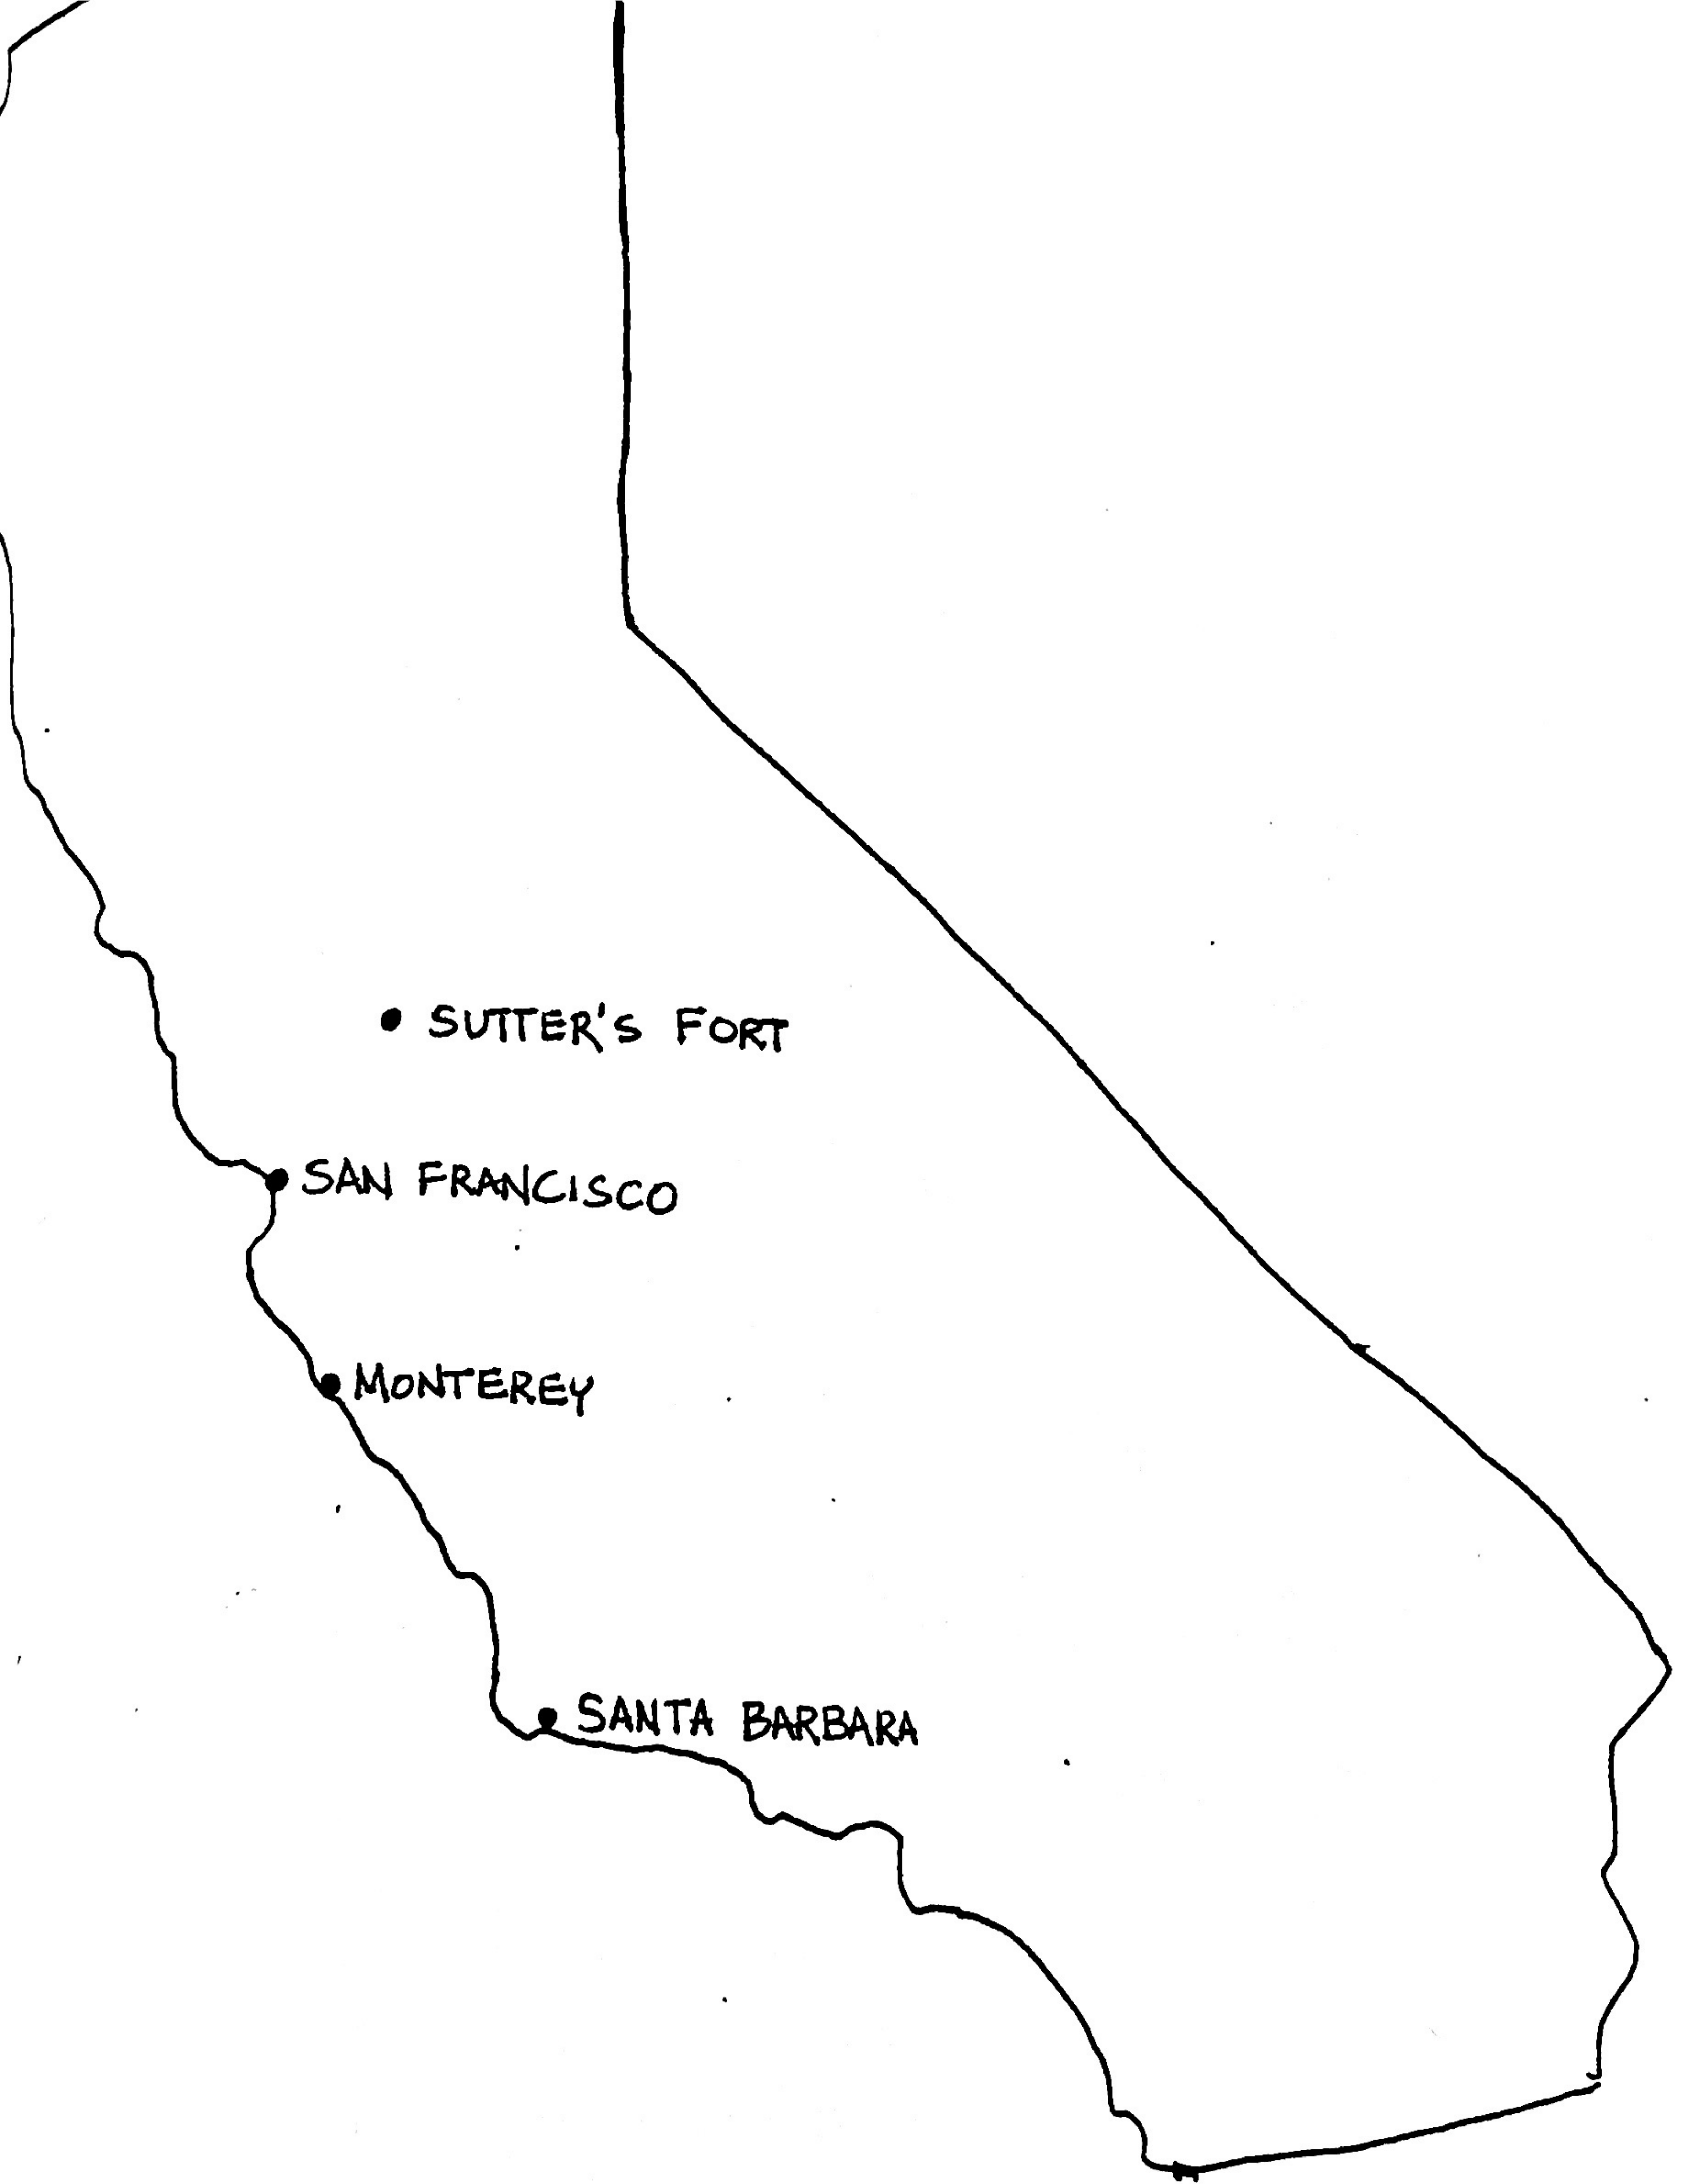 SUTTER'S FORT
SAN FRANCISCO
MONTEREY
SANTA BARBARA